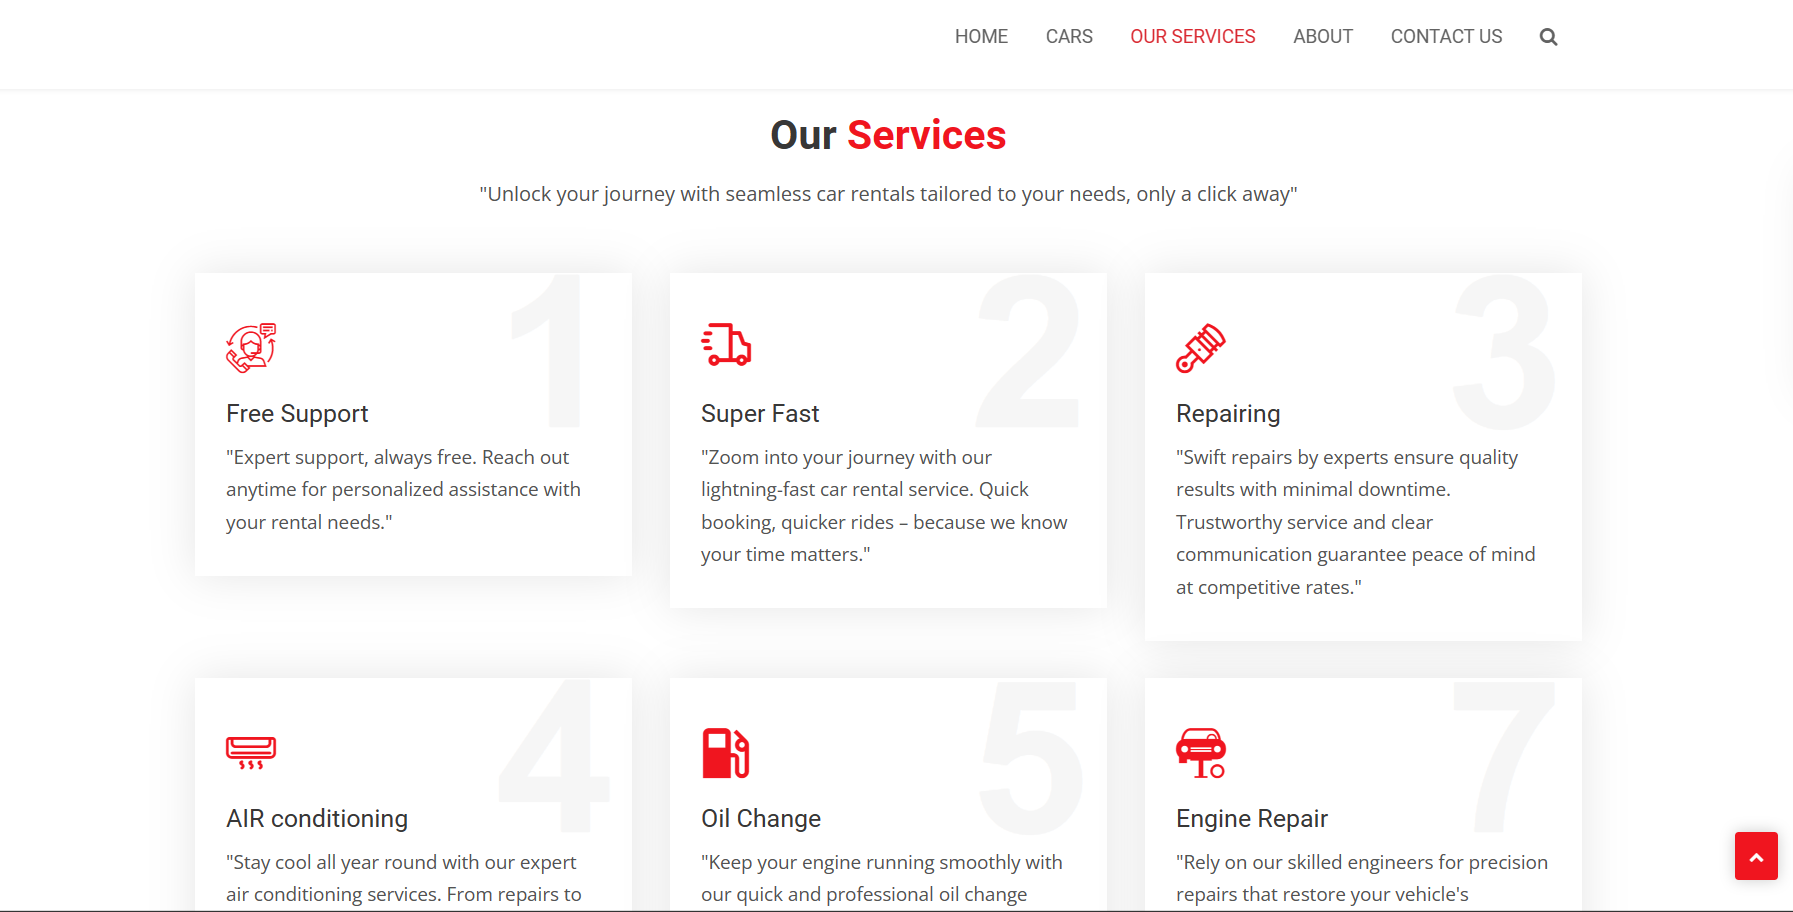 HOME CARS OUR SERVICES ABOUT CONTACT US
Our Services
"Unlock your journey with seamless car rentals tailored to your needs, only a click away"
1
Free Support
"Expert support, always free. Reach out
anytime for personalized assistance with
your rental needs."
2
Super Fast
"Zoom into your journey with our
lightning-fast car rental service. Quick
booking, quicker rides – because we know
your time matters."
3
Repairing
"Swift repairs by experts ensure quality
results with minimal downtime.
Trustworthy service and clear
communication guarantee peace of mind
at competitive rates."
4
AIR conditioning
"Stay cool all year round with our expert
air conditioning services. From repairs to
5
Oil Change
"Keep your engine running smoothly with
our quick and professional oil change
7
Engine Repair
"Rely on our skilled engineers for precision
repairs that restore your vehicle's